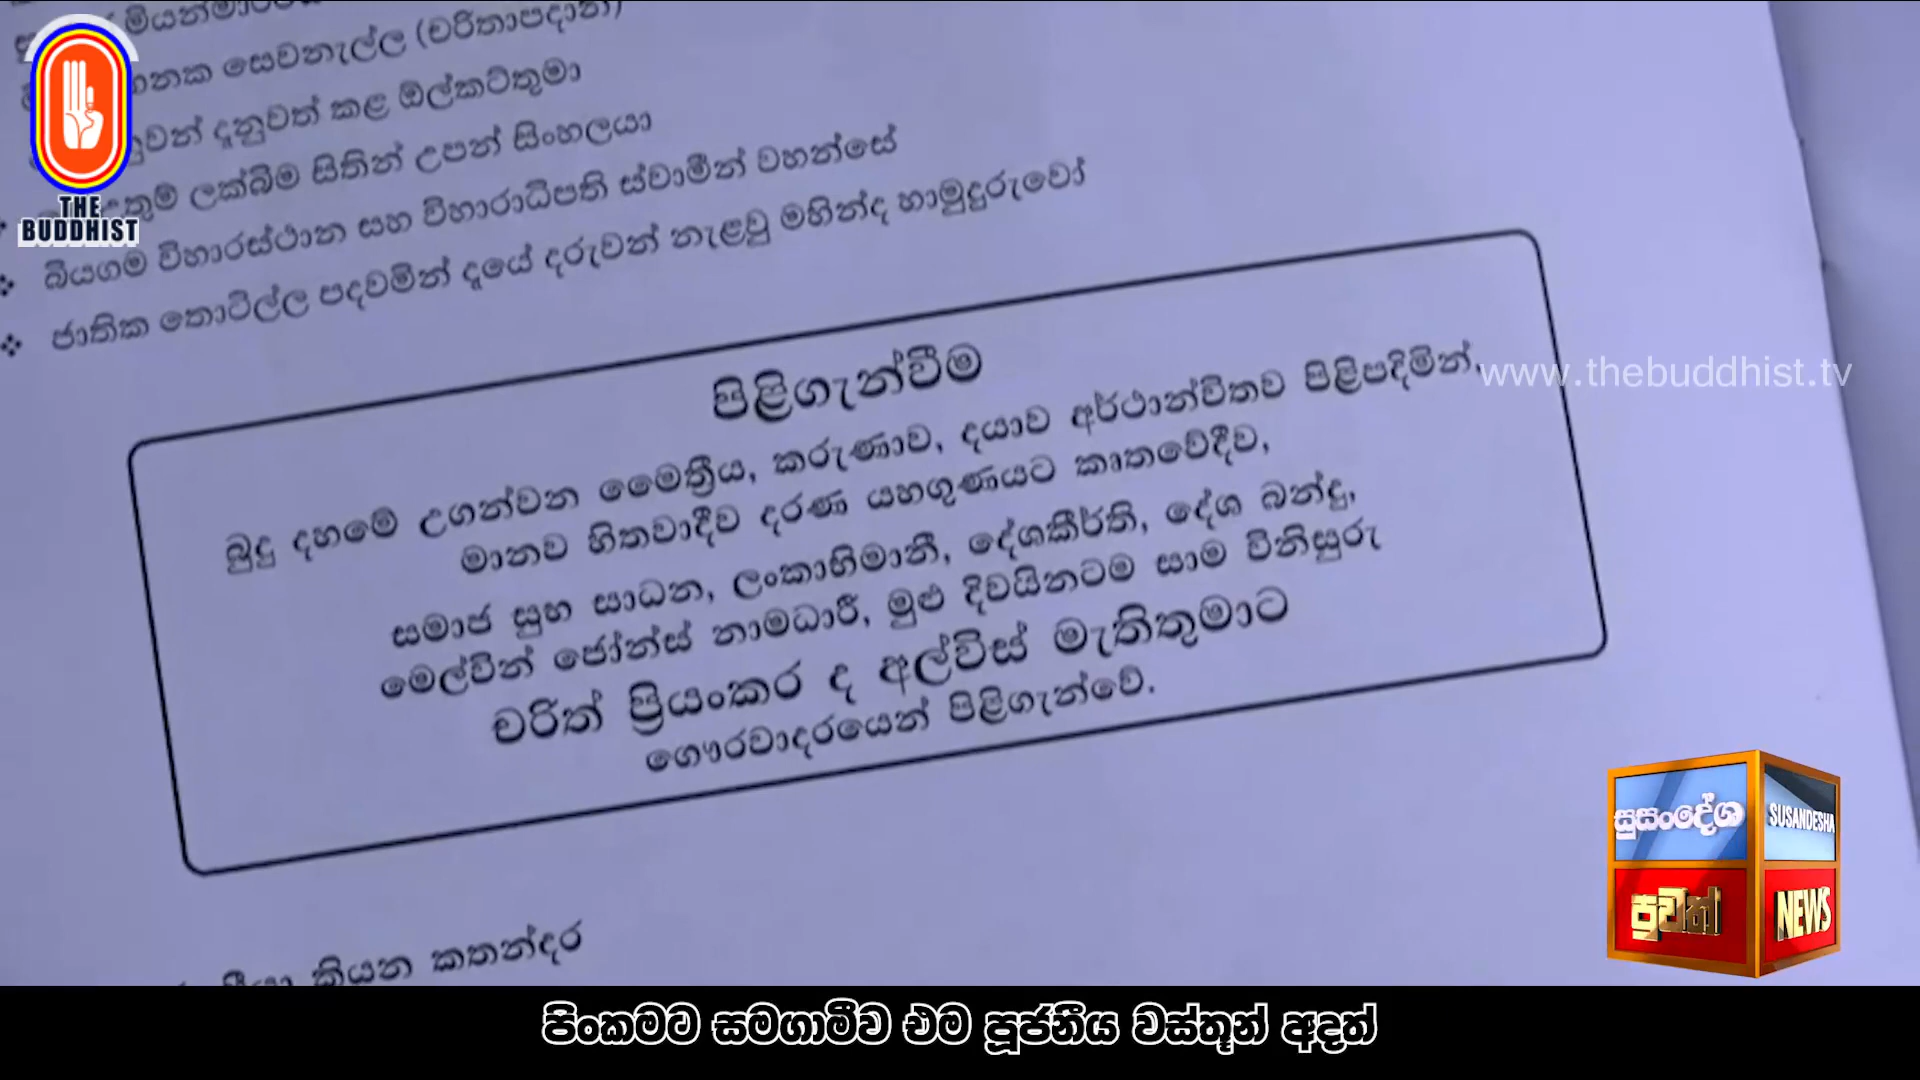 සෙවනැල්ල (චරිතාපදාන)
දූනුවත් කළ ඕල්කට්තුමා
ලක්බිම සිතින් උපන් සිංහලයා
බියගම විහාරස්ථාන සහ විහාරාධිපති ස්වාමීන් වහන්සේ
ජාතික තොටිල්ල පදවමින් දූයේ දරුවන් නැළවූ මහින්ද හාමුදුරුවෝ
පිළිගැන්වීම
බුදු දහමේ උගන්වන මෛත්‍රීය, කරුණාව, දයාව අර්ථාන්විතව පිළිපදිමින්,
මානව හිතවාදීව දරණ යහගුණයට කෘතවේදීව,
සමාජ සුභ සාධන, ලංකාභිමානී, දේශකීර්ති, දේශ බන්දු,
මෙල්වින් ජෝන්ස් නාමධාරී, මුළු දිවයිනටම සාම විනිසුරු
චරිත් ප්‍රියංකර ද අල්විස් මැතිතුමාට
ගෞරවාදරයෙන් පිළිගැන්වේ.
කියන කතන්දර
THE
BUDDHIST
www.thebuddhist.tv
සුසංදේශ
SUSANDESHA
පුවත්
NEWS
පිංකමට සමගාමීව එම පූජනීය වස්තූන් අදත්